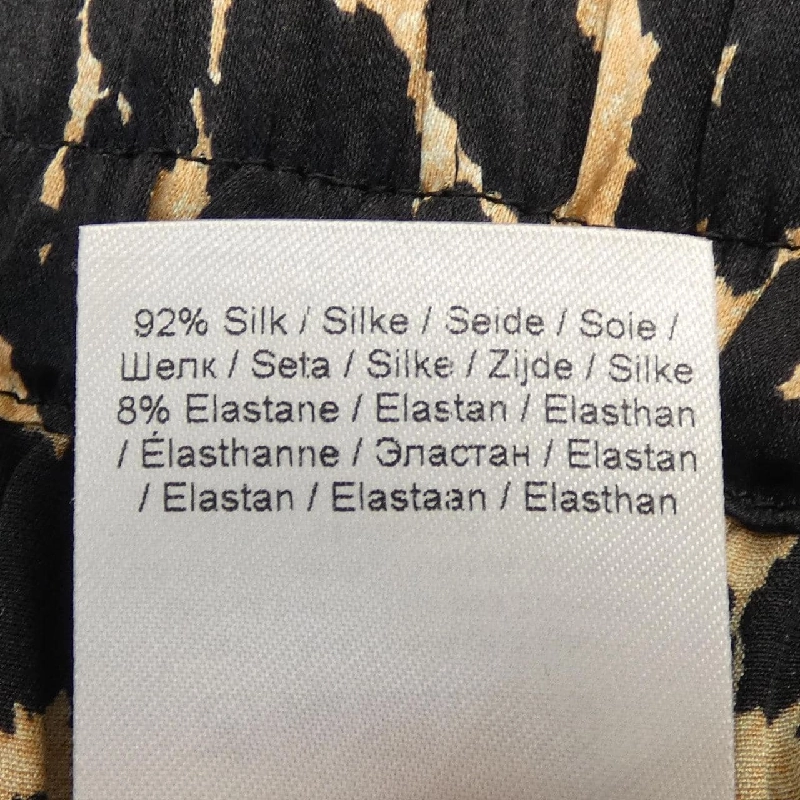 92% Silk / Silke / Seide / Soie /
Шелк / Seta / Silke / Zijde / Silke
8% Elastane / Elastan / Elasthan
/ Élasthanne / Эластан / Elastan
/ Elastan / Elastaan / Elasthan